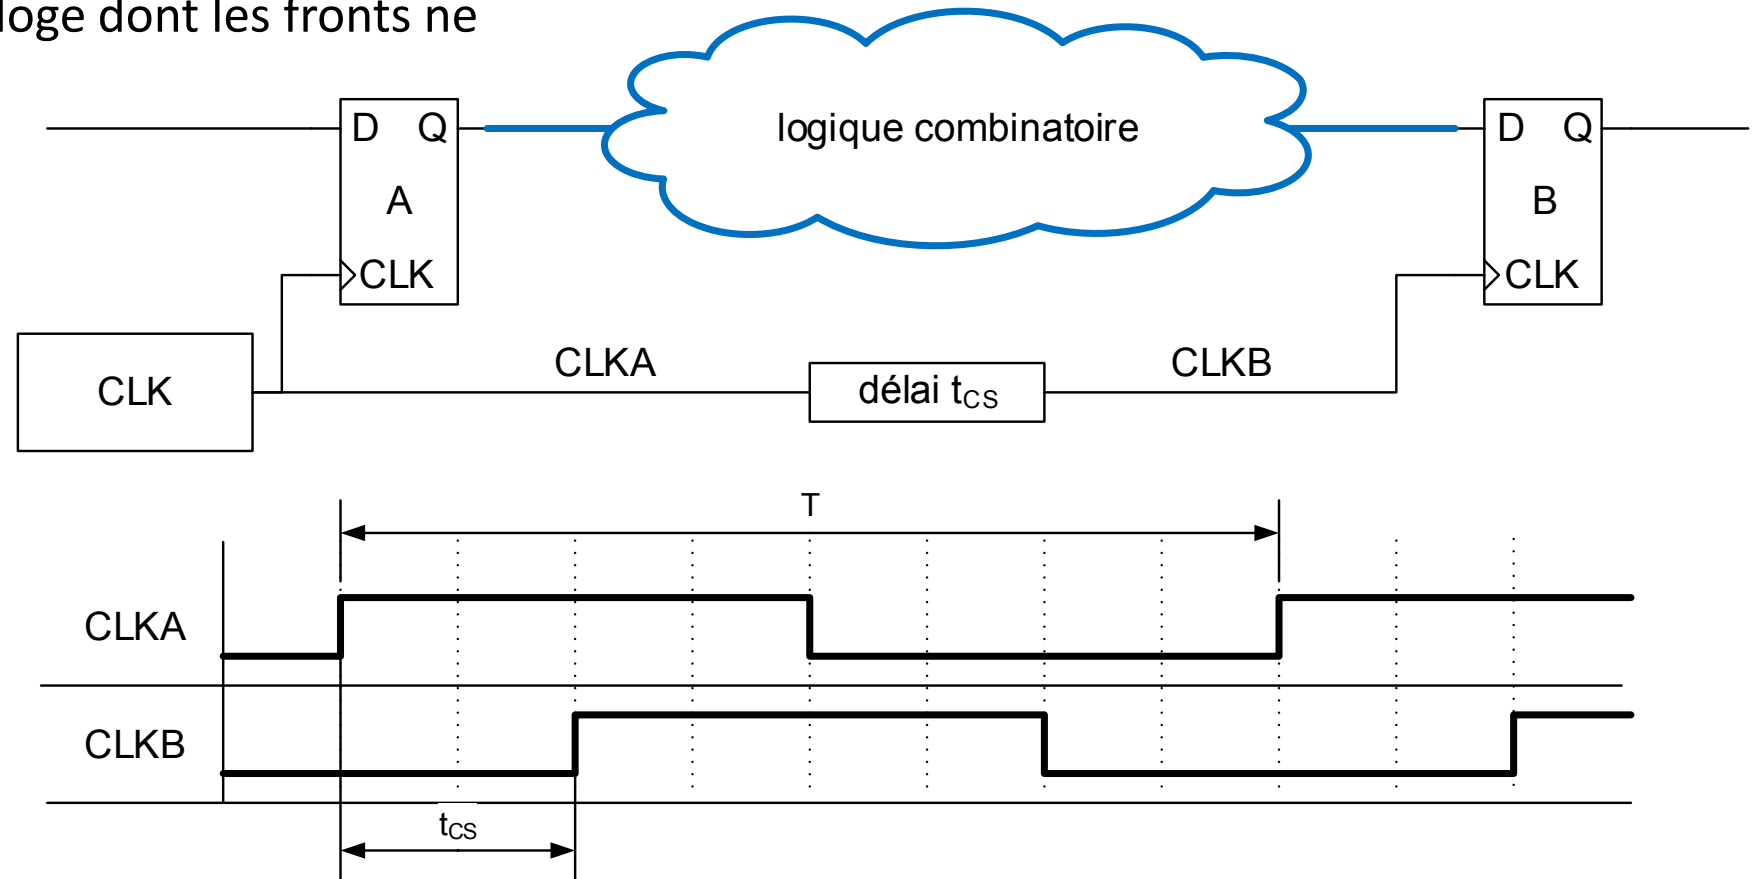 loge dont les fronts ne
logique combinatoire
D Q
A
CLK
D Q
B
CLK
CLK
CLKA
délai tCS
CLKB
T
CLKA
CLKB
tCS